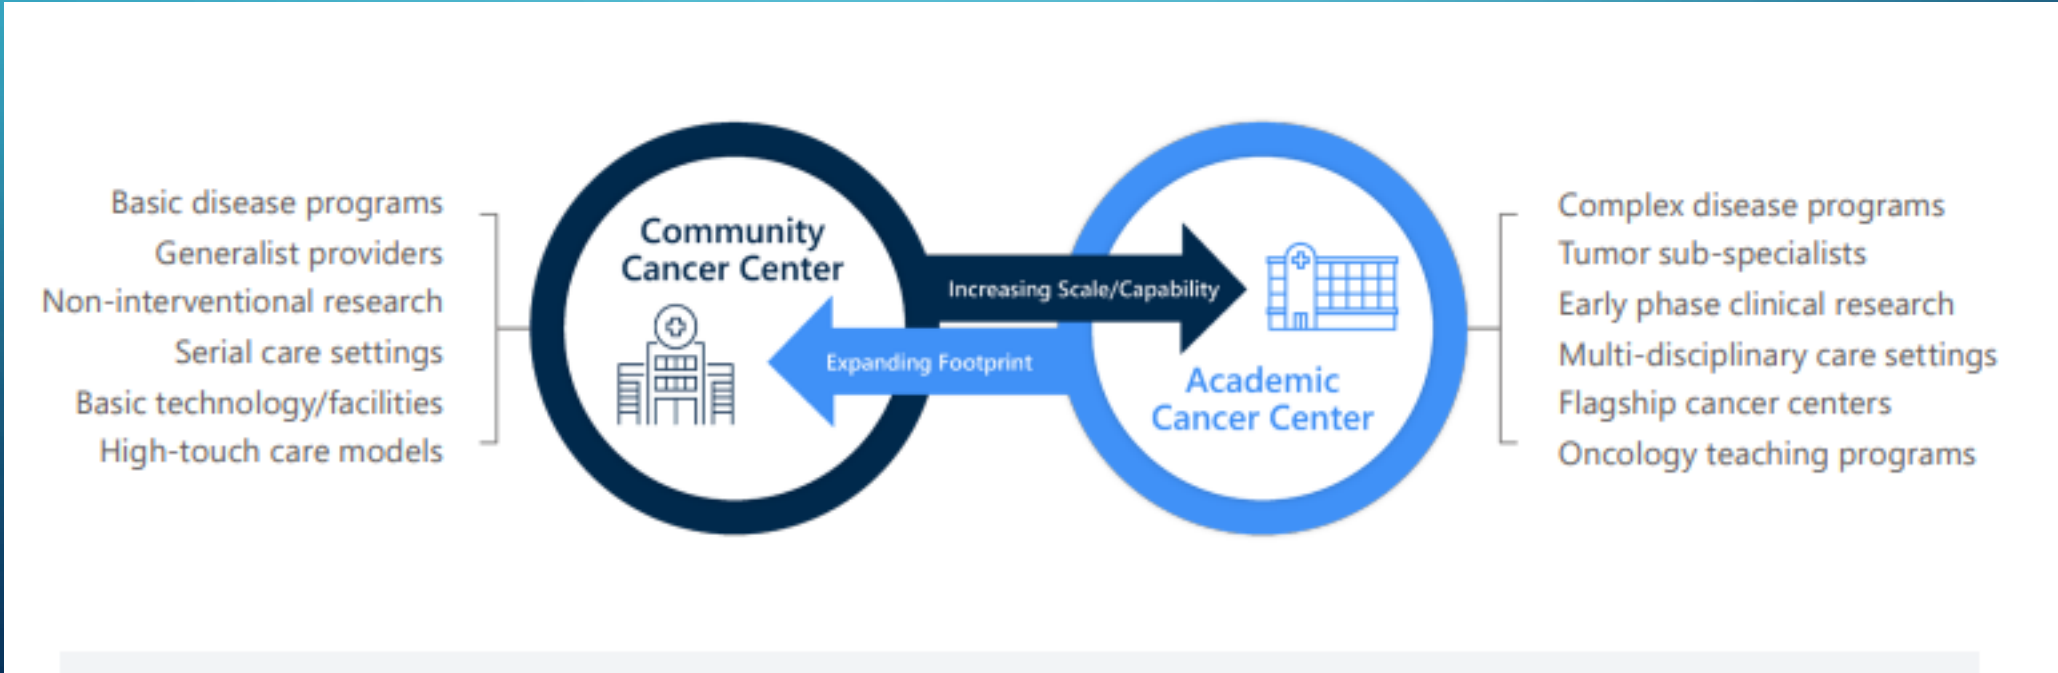 Basic disease programs
Generalist providers
Non-interventional research
Serial care settings
Basic technology/facilities
High-touch care models
Community
Cancer Center
Increasing Scale/Capability
Expanding Footprint
Academic
Cancer Center
Complex disease programs
Tumor sub-specialists
Early phase clinical research
Multi-disciplinary care settings
Flagship cancer centers
Oncology teaching programs